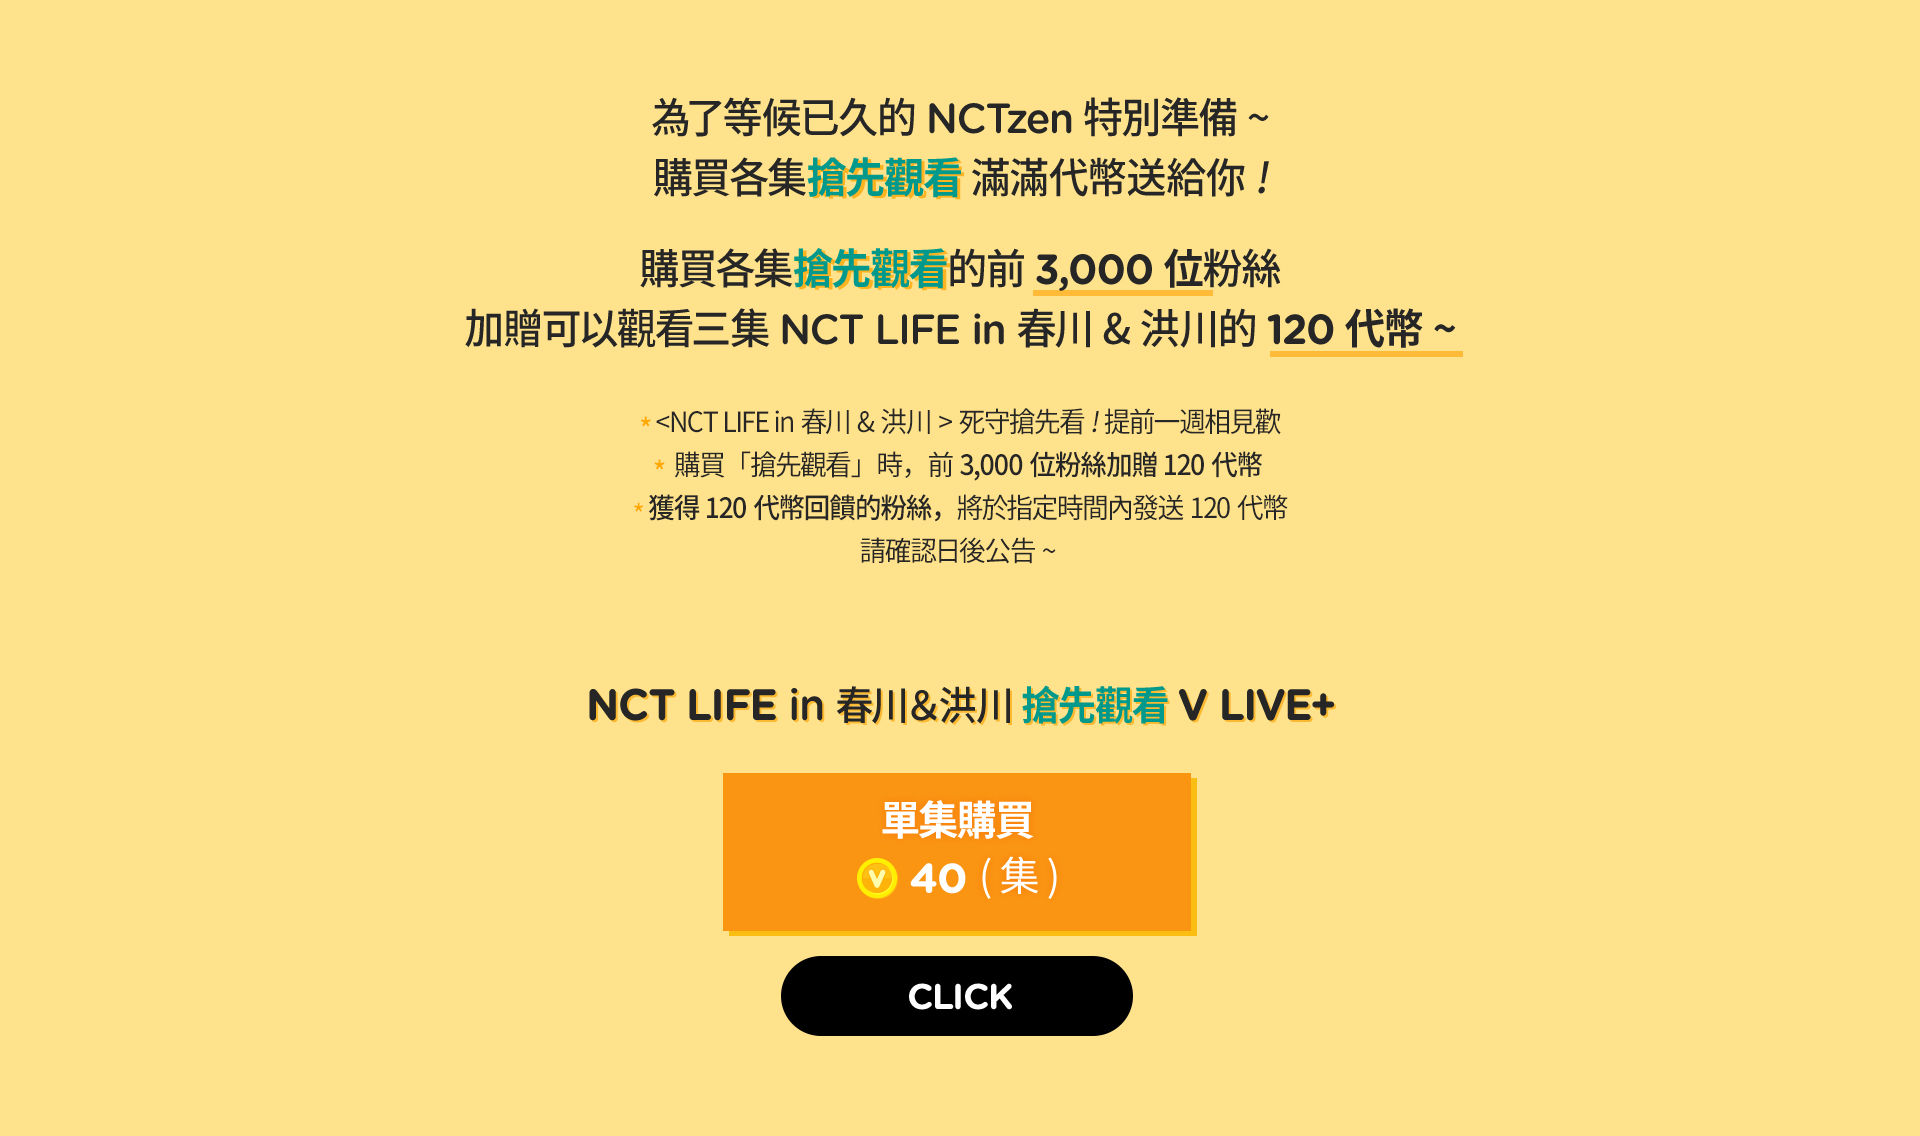 為了等候已久的 NCTzen 特別準備 ~
購買各集搶先觀看 滿滿代幣送給你 !
購買各集搶先觀看的前 3,000 位粉絲
加贈可以觀看三集 NCT LIFE in 春川 & 洪川的 120 代幣 ~
* <NCT LIFE in 春川 & 洪川 > 死守搶先看 ! 提前一週相見歡
* 購買「搶先觀看」時，前 3,000 位粉絲加贈 120 代幣
* 獲得 120 代幣回饋的粉絲，將於指定時間內發送 120 代幣
請確認日後公告 ~
NCT LIFE in 春川&洪川 搶先觀看 V LIVE+
單集購買
V 40 ( 集 )
CLICK